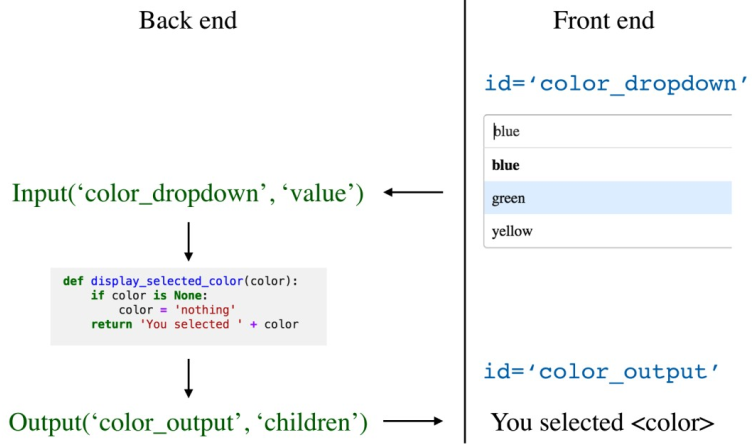 Back end
Front end
id=‘color_dropdown’
blue
blue
green
yellow
Input(‘color_dropdown’, ‘value’)
def display_selected_color(color):
    if color is None:
        color = 'nothing'
    return 'You selected ' + color
id=‘color_output’
Output(‘color_output’, ‘children’)
You selected <color>